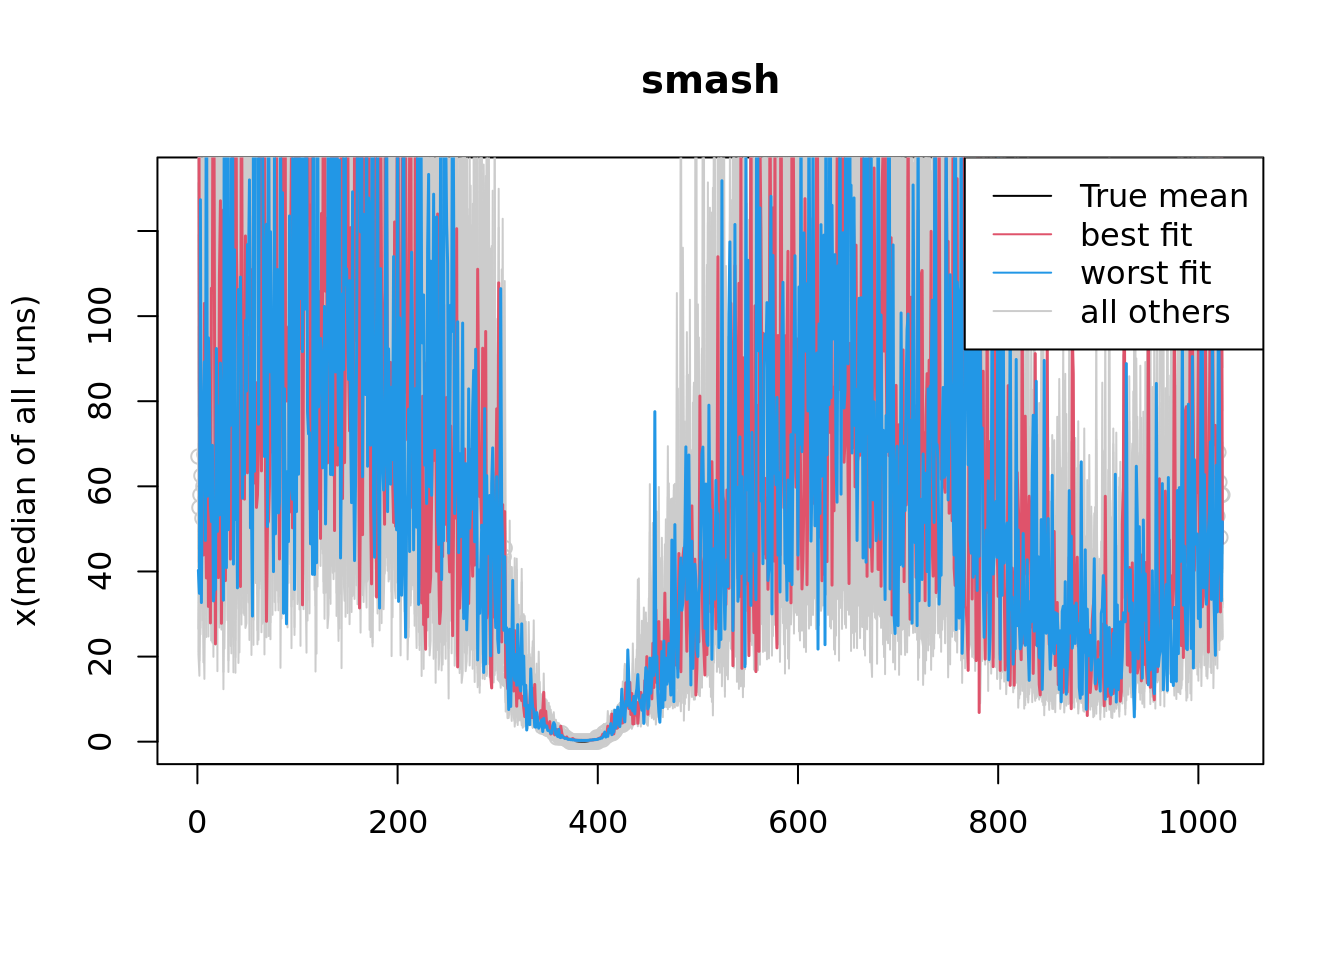 smash
x(median of all runs)
100
80
60
40
20
0
True mean
best fit
worst fit
all others
0 200 400 600 800 1000